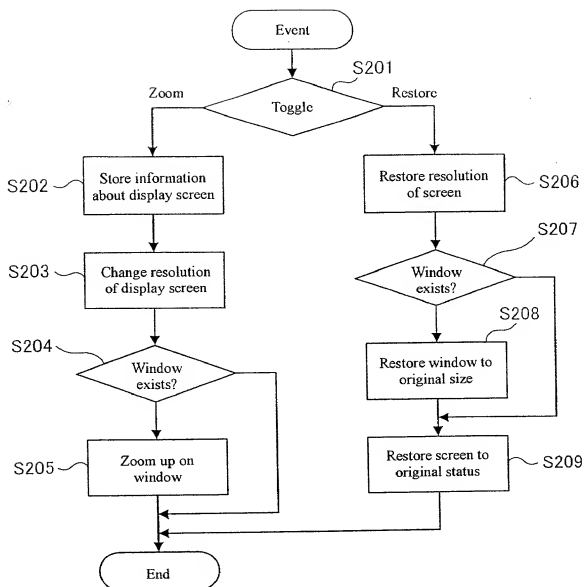 Event
S201
Zoom
Toggle
Restore
S202
Store information
about display screen
Restore resolution
of screen
S206
S203
Change resolution
of display screen
S207
Window
exists?
S204
Window
exists?
S208
Restore window to
original size
S205
Zoom up on
window
Restore screen to
original status
S209
End